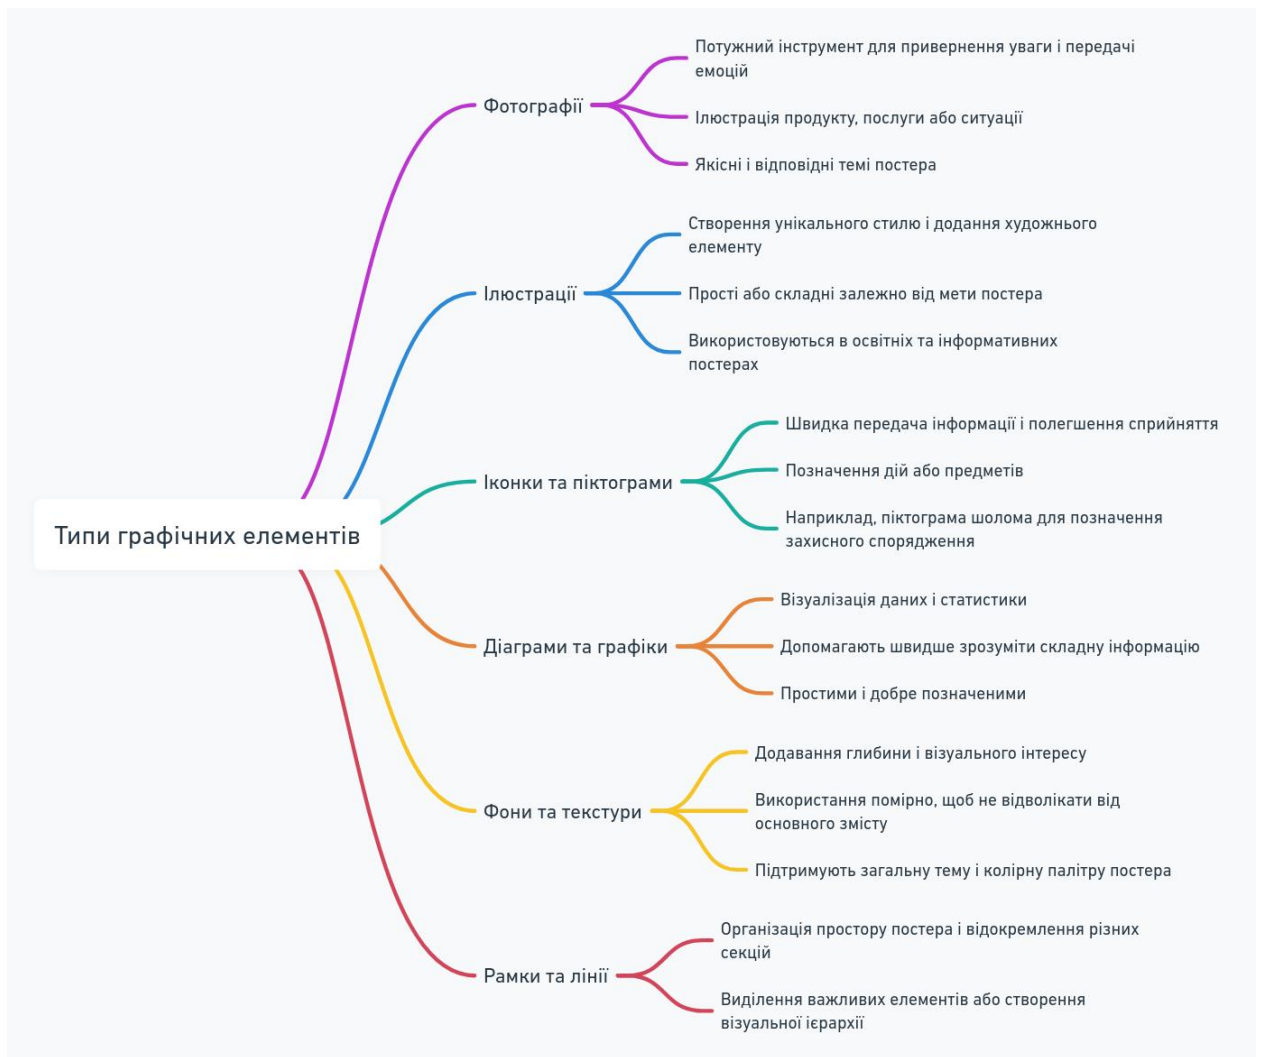 Потужний інструмент для привернення уваги і передачі
емоцій
Фотографії
Ілюстрація продукту, послуги або ситуації
Якісні і відповідні темі постера
Створення унікального стилю і додання художнього
елементу
Ілюстрації
Прості або складні залежно від мети постера
Використовуються в освітніх та інформативних
постерах
Швидка передача інформації і полегшення сприйняття
Іконки та піктограми
Позначення дій або предметів
Наприклад, піктограма шолома для позначення
захисного спорядження
Типи графічних елементів
Візуалізація даних і статистики
Діаграми та графіки
Допомагають швидше зрозуміти складну інформацію
Простими і добре позначеними
Додавання глибини і візуального інтересу
Фони та текстури
Використання помірно, щоб не відволікати від
основного змісту
Підтримують загальну тему і колірну палітру постера
Організація простору постера і відокремлення різних
секцій
Рамки та лінії
Виділення важливих елементів або створення
візуальної ієрархії